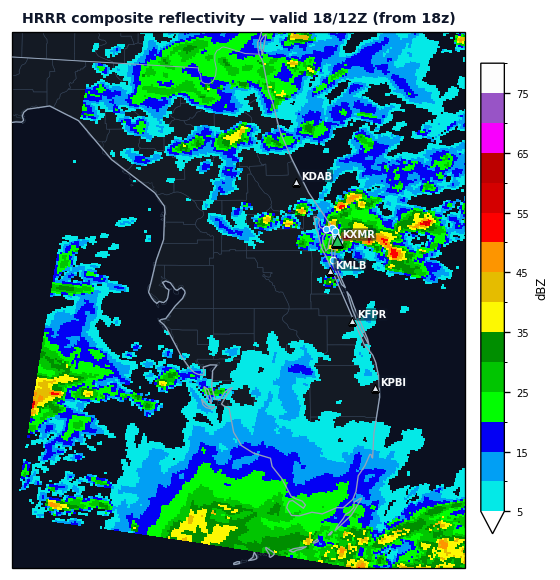 HRRR composite reflectivity — valid 18/12Z (from 18z)
KDAB
KXMR
KMLB
KFPR
KPBI
75
65
55
45
35
25
15
5
dBZ